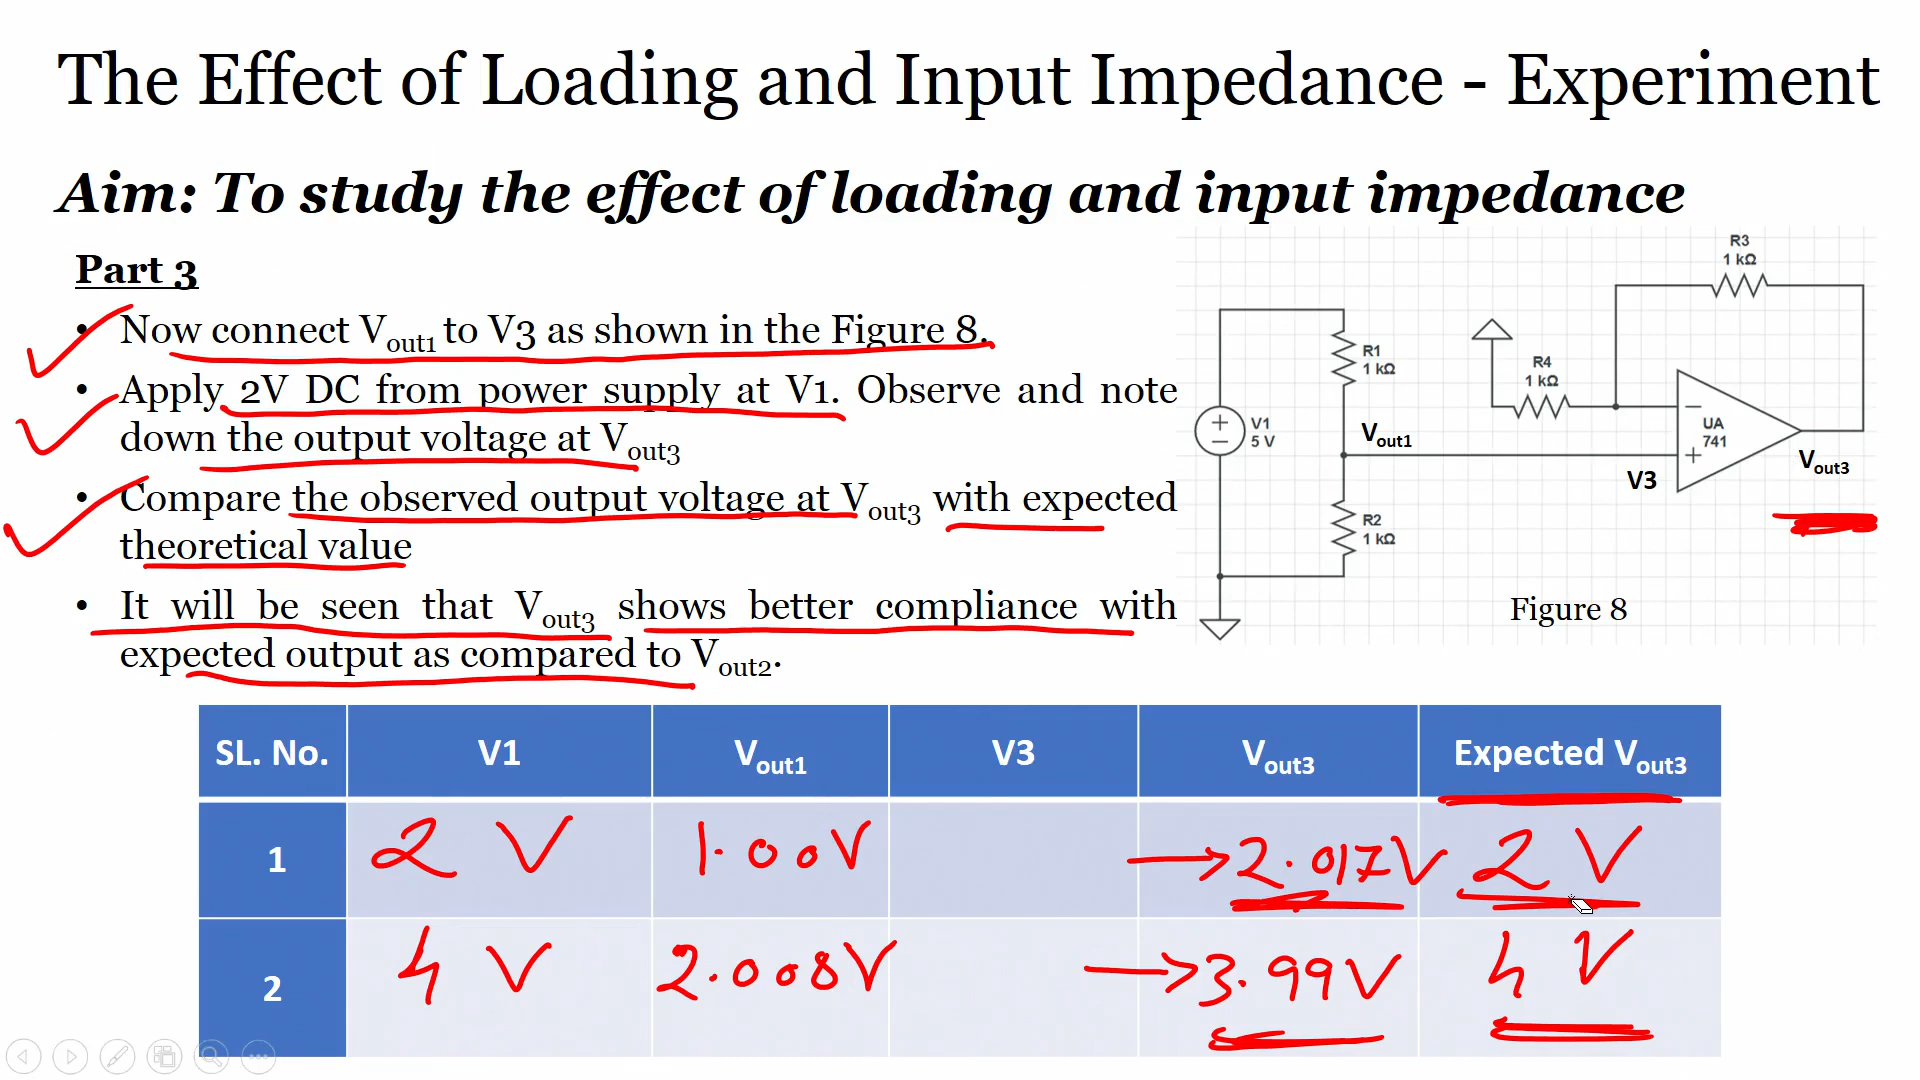 The Effect of Loading and Input Impedance - Experiment
Aim: To study the effect of loading and input impedance
Part 3
• Now connect Vout1 to V3 as shown in the Figure 8.
• Apply 2V DC from power supply at V1. Observe and note
down the output voltage at Vout3
• Compare the observed output voltage at Vout3 with expected
theoretical value
• It will be seen that Vout3 shows better compliance with
expected output as compared to Vout2.
R3
1 kΩ
R1
1 kΩ
R4
1 kΩ
V1
5 V
+
−
Vout1
−
+
UA
741
V3
Vout3
R2
1 kΩ
Figure 8
SL. No. V1 Vout1 V3 Vout3 Expected Vout3
1 2 V 1.00V → 2.017V 2 V
2 4 V 2.008V → 3.99V 4 V